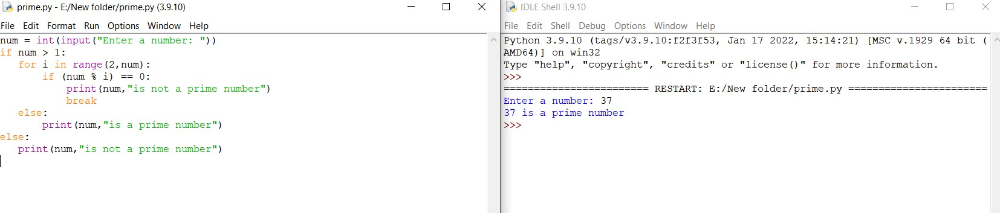 prime.py - E:/New folder/prime.py (3.9.10)
File Edit Format Run Options Window Help
num = int(input("Enter a number: "))
if num > 1:
   for i in range(2,num):
       if (num % i) == 0:
           print(num,"is not a prime number")
           break
   else:
       print(num,"is a prime number")
else:
   print(num,"is not a prime number")
IDLE Shell 3.9.10
File Edit Shell Debug Options Window Help
Python 3.9.10 (tags/v3.9.10:f2f3f53, Jan 17 2022, 15:14:21) [MSC v.1929 64 bit (
AMD64)] on win32
Type "help", "copyright", "credits" or "license()" for more information.
>>>
======================== RESTART: E:/New folder/prime.py =======================
Enter a number: 37
37 is a prime number
>>>